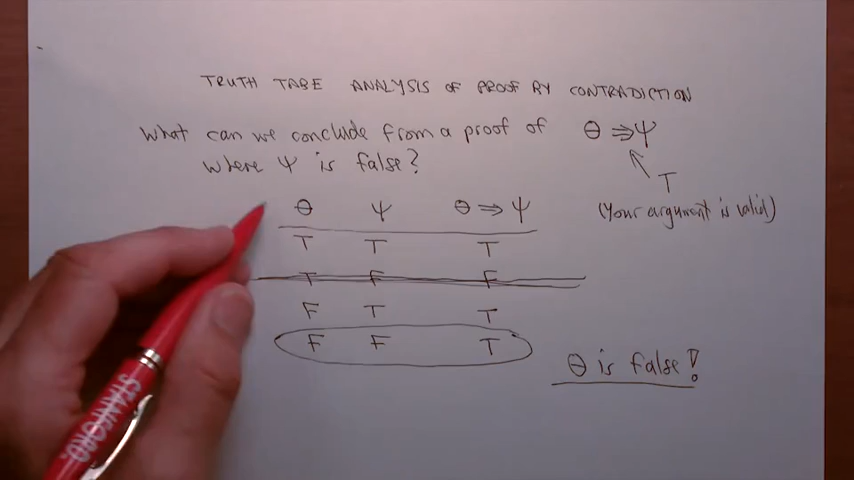 TRUTH TABE ANALYSIS OF PROOF BY CONTRADICTION
What can we conclude from a proof of θ ⇒ ψ
where ψ is false?
T
(Your argument is valid)
θ ψ θ ⇒ ψ
T T T
T F F
F T T
F F T
θ is false!
STANFORD